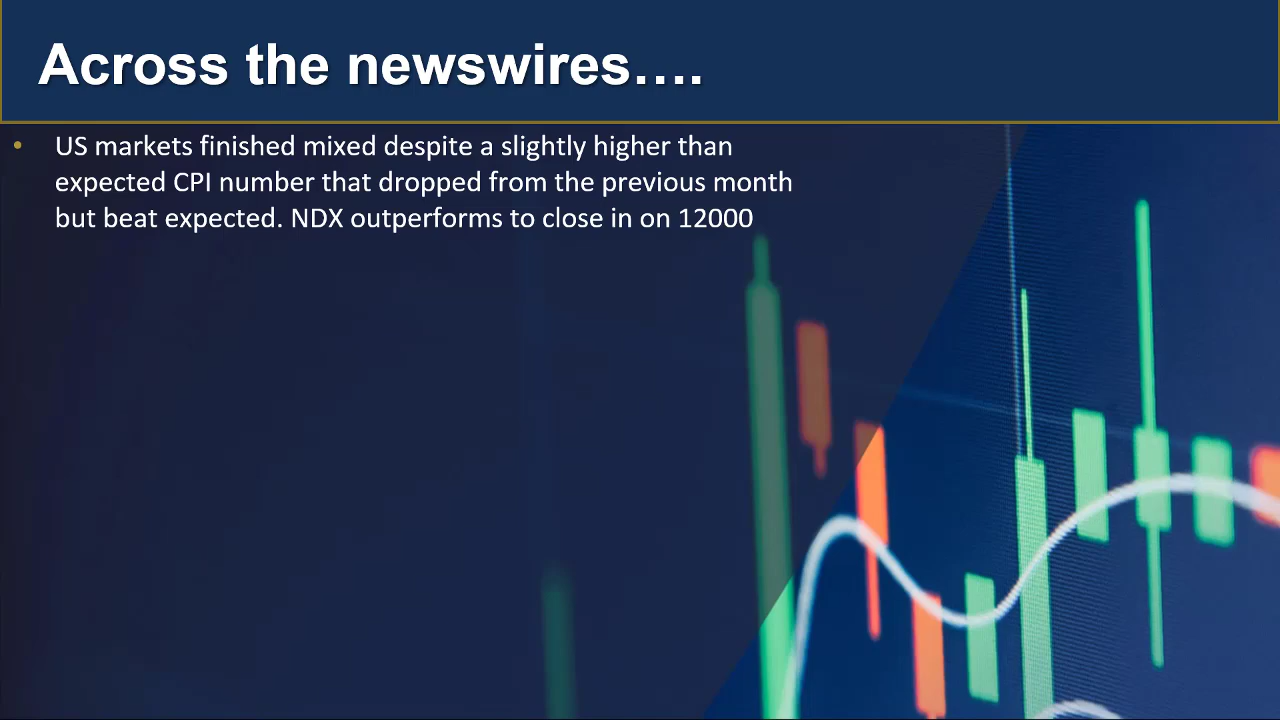 Across the newswires….
• US markets finished mixed despite a slightly higher than
expected CPI number that dropped from the previous month
but beat expected. NDX outperforms to close in on 12000